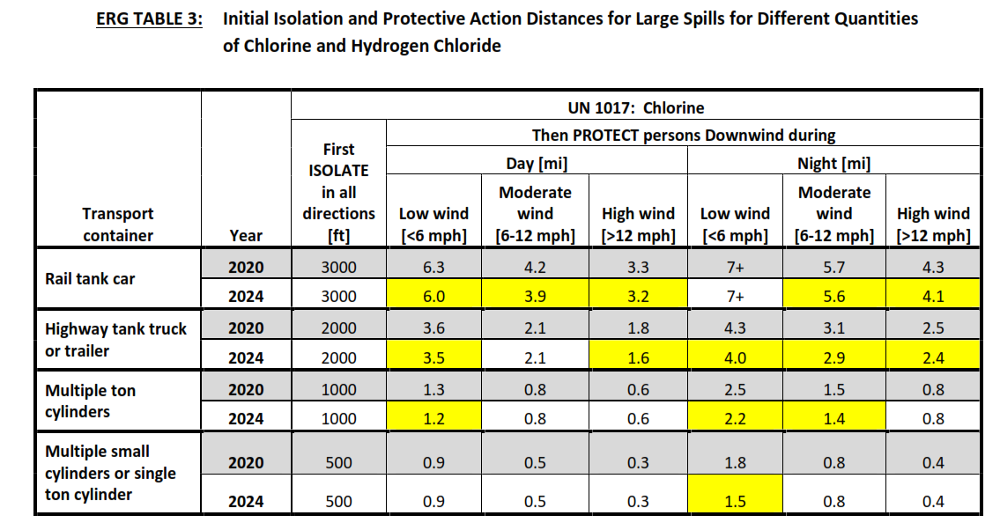 ERG TABLE 3: Initial Isolation and Protective Action Distances for Large Spills for Different Quantities
of Chlorine and Hydrogen Chloride
UN 1017: Chlorine
Then PROTECT persons Downwind during
Day [mi] Night [mi]
Transport
container
Year
First
ISOLATE
in all
directions
[ft]
Low wind
[<6 mph]
Moderate
wind
[6-12 mph]
High wind
[>12 mph]
Low wind
[<6 mph]
Moderate
wind
[6-12 mph]
High wind
[>12 mph]
Rail tank car
2020 3000 6.3 4.2 3.3 7+ 5.7 4.3
2024 3000 6.0 3.9 3.2 7+ 5.6 4.1
Highway tank truck
or trailer
2020 2000 3.6 2.1 1.8 4.3 3.1 2.5
2024 2000 3.5 2.1 1.6 4.0 2.9 2.4
Multiple ton
cylinders
2020 1000 1.3 0.8 0.6 2.5 1.5 0.8
2024 1000 1.2 0.8 0.6 2.2 1.4 0.8
Multiple small
cylinders or single
ton cylinder
2020 500 0.9 0.5 0.3 1.8 0.8 0.4
2024 500 0.9 0.5 0.3 1.5 0.8 0.4